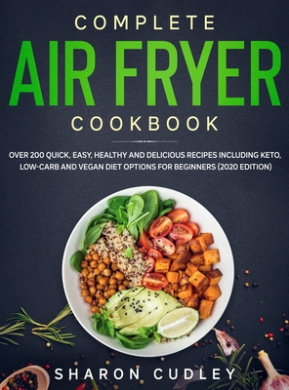 COMPLETE
AIR FRYER
COOKBOOK
OVER 200 QUICK, EASY, HEALTHY AND DELICIOUS RECIPES INCLUDING KETO,
LOW-CARB AND VEGAN DIET OPTIONS FOR BEGINNERS (2020 EDITION)
SHARON CUDLEY